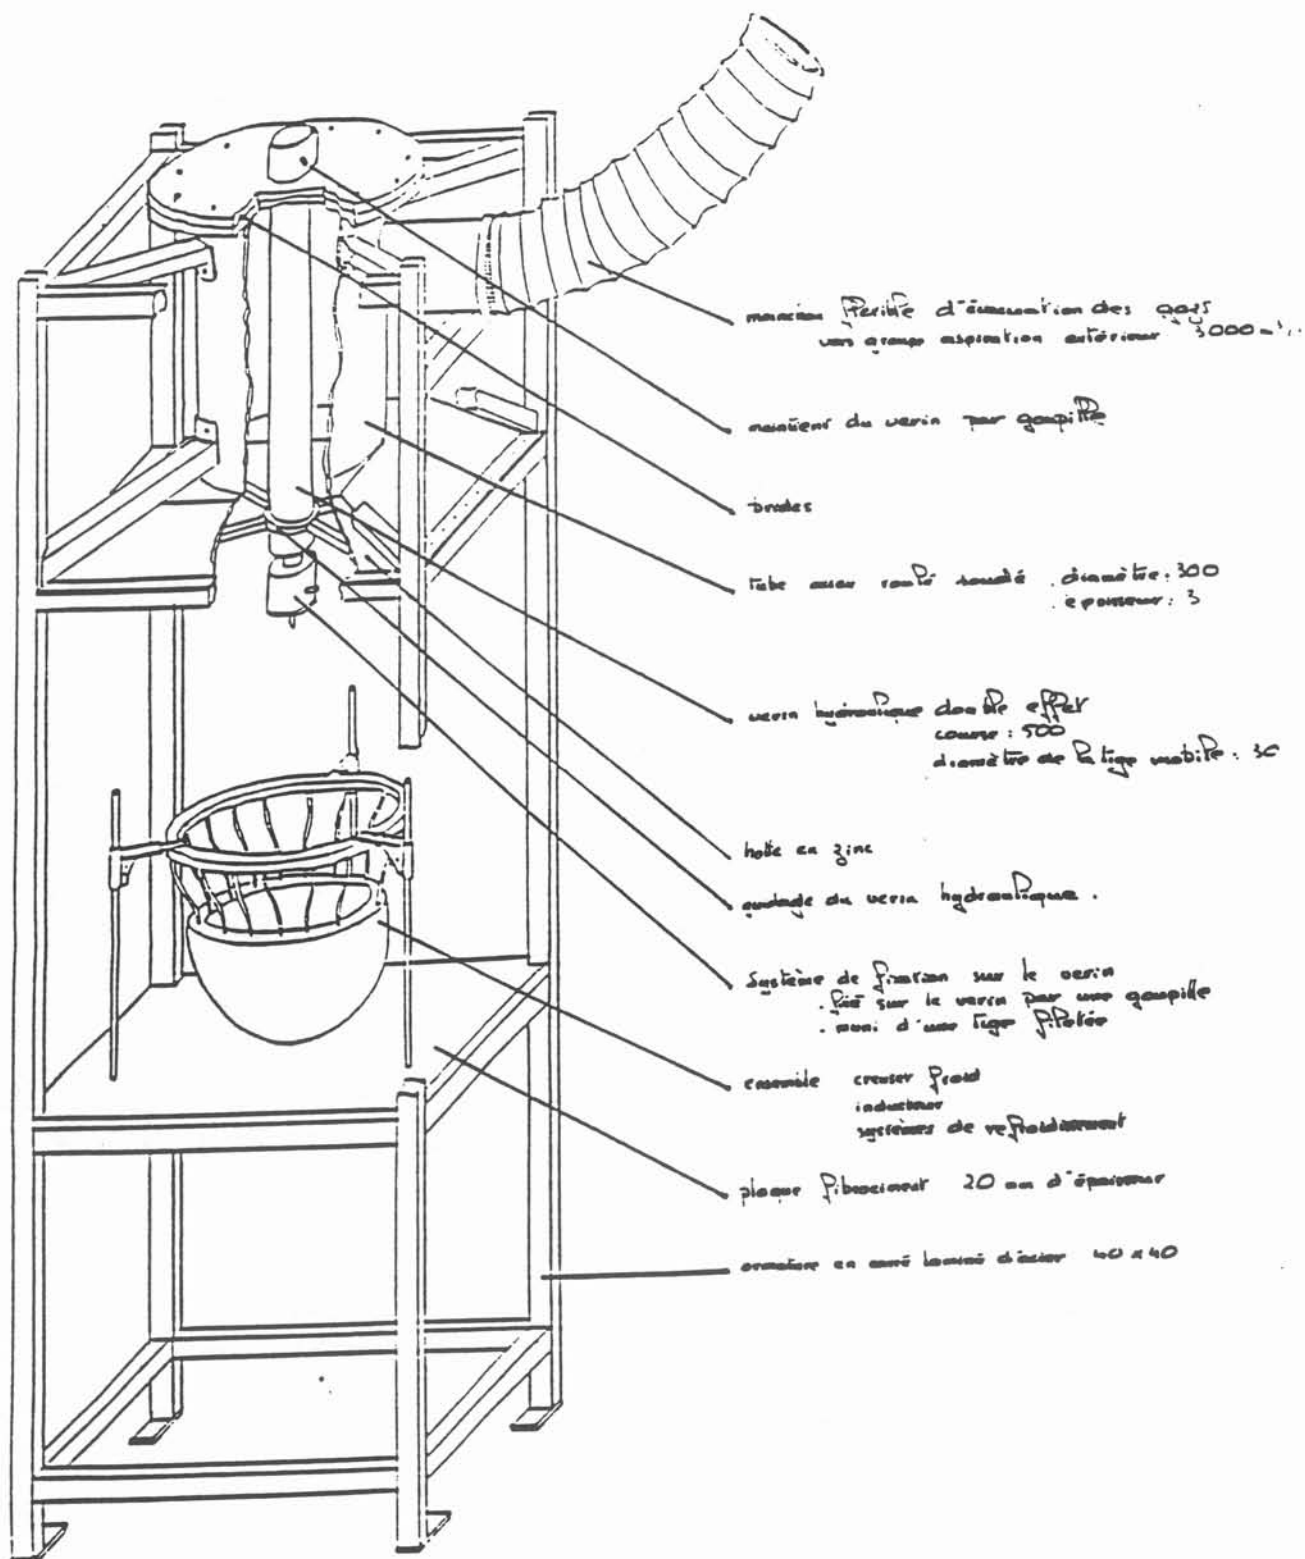 manchon flexible d'évacuation des gazs
vers groupe aspiration extérieur 3000 m³/
maintient du verin par goupille
brides
tube acier roulé soudé . diamètre : 300
. epaisseur : 3
verin hydraulique double effet
course : 500
diamètre de la tige mobile : 30
hotte en zinc
guidage du verin hydraulique .
Système de fixation sur le verin
. fixé sur le verin par une goupille
. muni d'une tige filetée
ensemble creuset froid
inducteur
systèmes de refroidissement
plaque fibrociment 20 mm d'épaisseur
armature en carré laminé d'acier 40 x 40